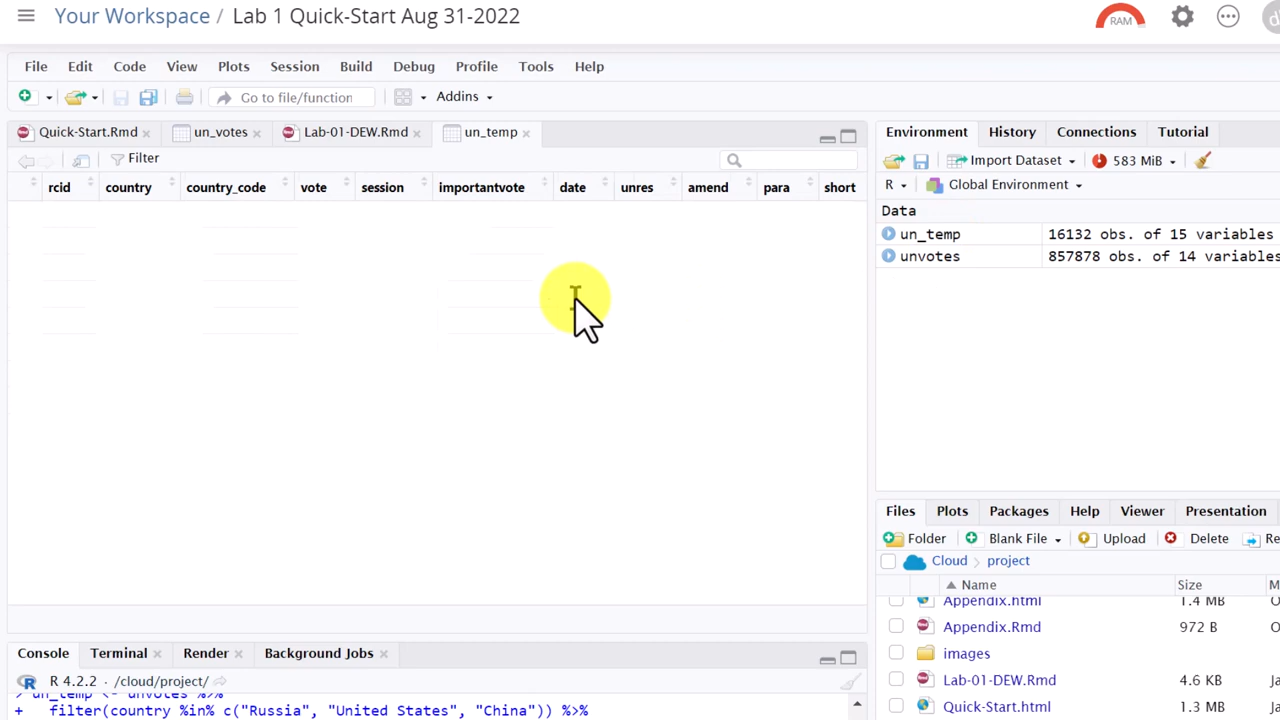 Your Workspace / Lab 1 Quick-Start Aug 31-2022
RAM
File Edit Code View Plots Session Build Debug Profile Tools Help
Go to file/function Addins
Quick-Start.Rmd un_votes Lab-01-DEW.Rmd un_temp
Filter
rcid country country_code vote session importantvote date unres amend para short
Environment History Connections Tutorial
Import Dataset 583 MiB
R Global Environment
Data
un_temp 16132 obs. of 15 variables
unvotes 857878 obs. of 14 variables
Files Plots Packages Help Viewer Presentation
Folder Blank File Upload Delete Re
Cloud project
Name Size M
Appendix.html 1.4 MB O
Appendix.Rmd 972 B O
images
Lab-01-DEW.Rmd 4.6 KB Ja
Quick-Start.html 1.3 MB Ja
Console Terminal Render Background Jobs
R 4.2.2 · /cloud/project/
> un_temp <- unvotes %>%
+ filter(country %in% c("Russia", "United States", "China")) %>%